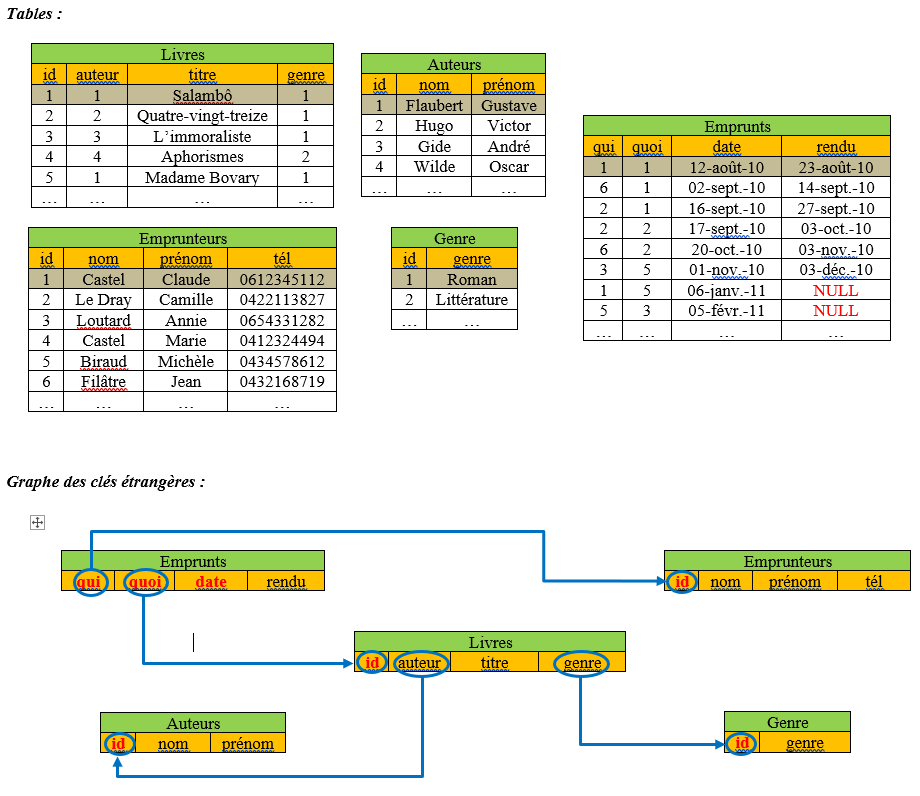 Tables :
Livres
id auteur titre genre
1 1 Salambô 1
2 2 Quatre-vingt-treize 1
3 3 L’immoraliste 1
4 4 Aphorismes 2
5 1 Madame Bovary 1
… … … …
Auteurs
id nom prénom
1 Flaubert Gustave
2 Hugo Victor
3 Gide André
4 Wilde Oscar
… … …
Emprunts
qui quoi date rendu
1 1 12-août-10 23-août-10
6 1 02-sept.-10 14-sept.-10
2 1 16-sept.-10 27-sept.-10
2 2 17-sept.-10 03-oct.-10
6 2 20-oct.-10 03-nov.-10
3 5 01-nov.-10 03-déc.-10
1 5 06-janv.-11 NULL
5 3 05-févr.-11 NULL
… … … …
Emprunteurs
id nom prénom tél
1 Castel Claude 0612345112
2 Le Dray Camille 0422113827
3 Loutard Annie 0654331282
4 Castel Marie 0412324494
5 Biraud Michèle 0434578612
6 Filâtre Jean 0432168719
… … … …
Genre
id genre
1 Roman
2 Littérature
… …
Graphe des clés étrangères :
Emprunts
qui quoi date rendu
Emprunteurs
id nom prénom tél
Livres
id auteur titre genre
Auteurs
id nom prénom
Genre
id genre